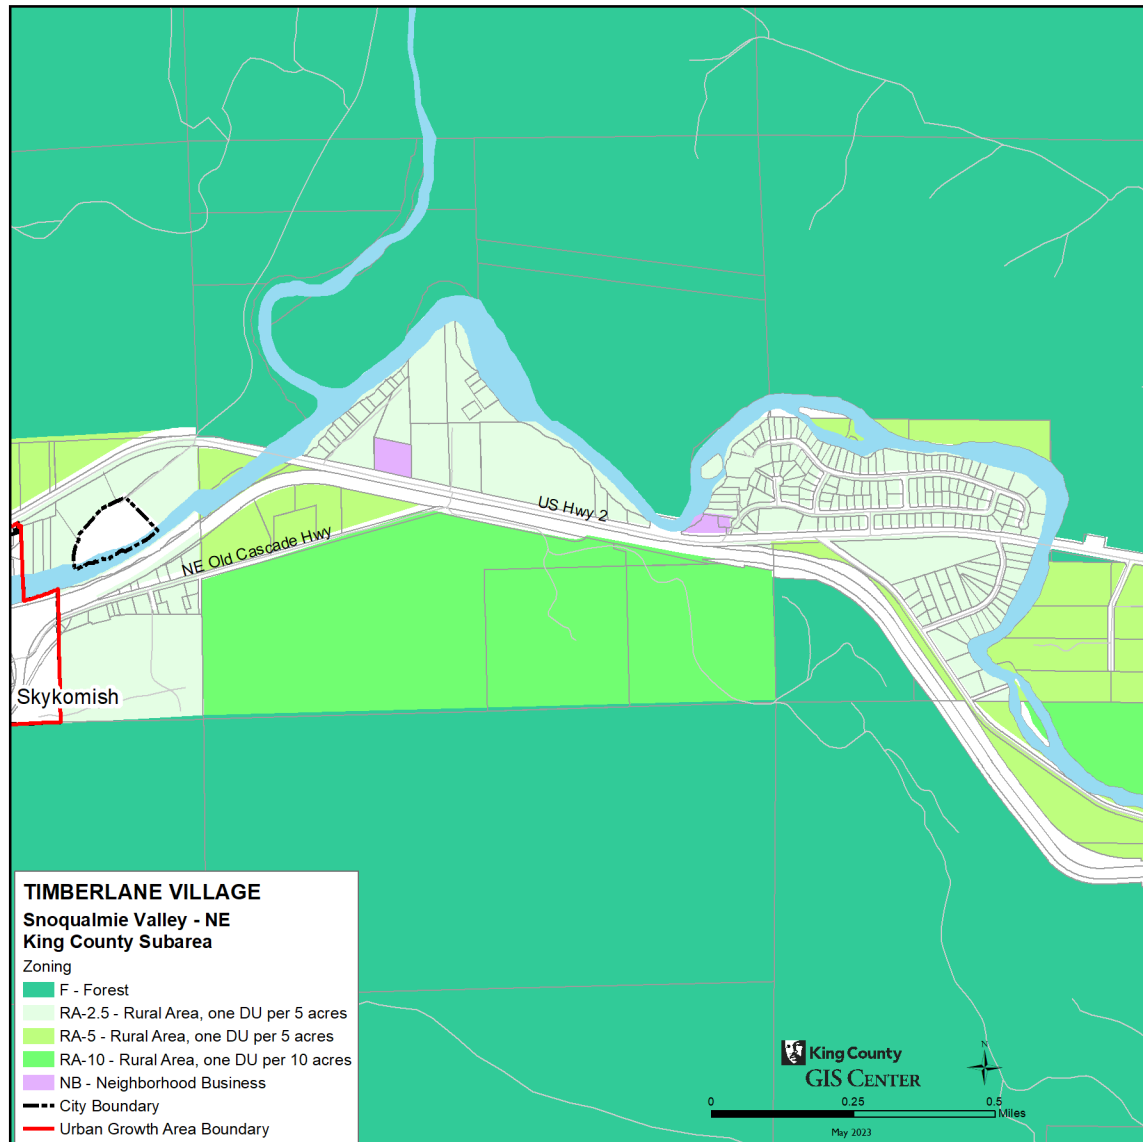 US Hwy 2
NE Old Cascade Hwy
Skykomish
TIMBERLANE VILLAGE
Snoqualmie Valley - NE
King County Subarea
Zoning
F - Forest
RA-2.5 - Rural Area, one DU per 5 acres
RA-5 - Rural Area, one DU per 5 acres
RA-10 - Rural Area, one DU per 10 acres
NB - Neighborhood Business
City Boundary
Urban Growth Area Boundary
King County
GIS CENTER
N
0 0.25 0.5
Miles
May 2023